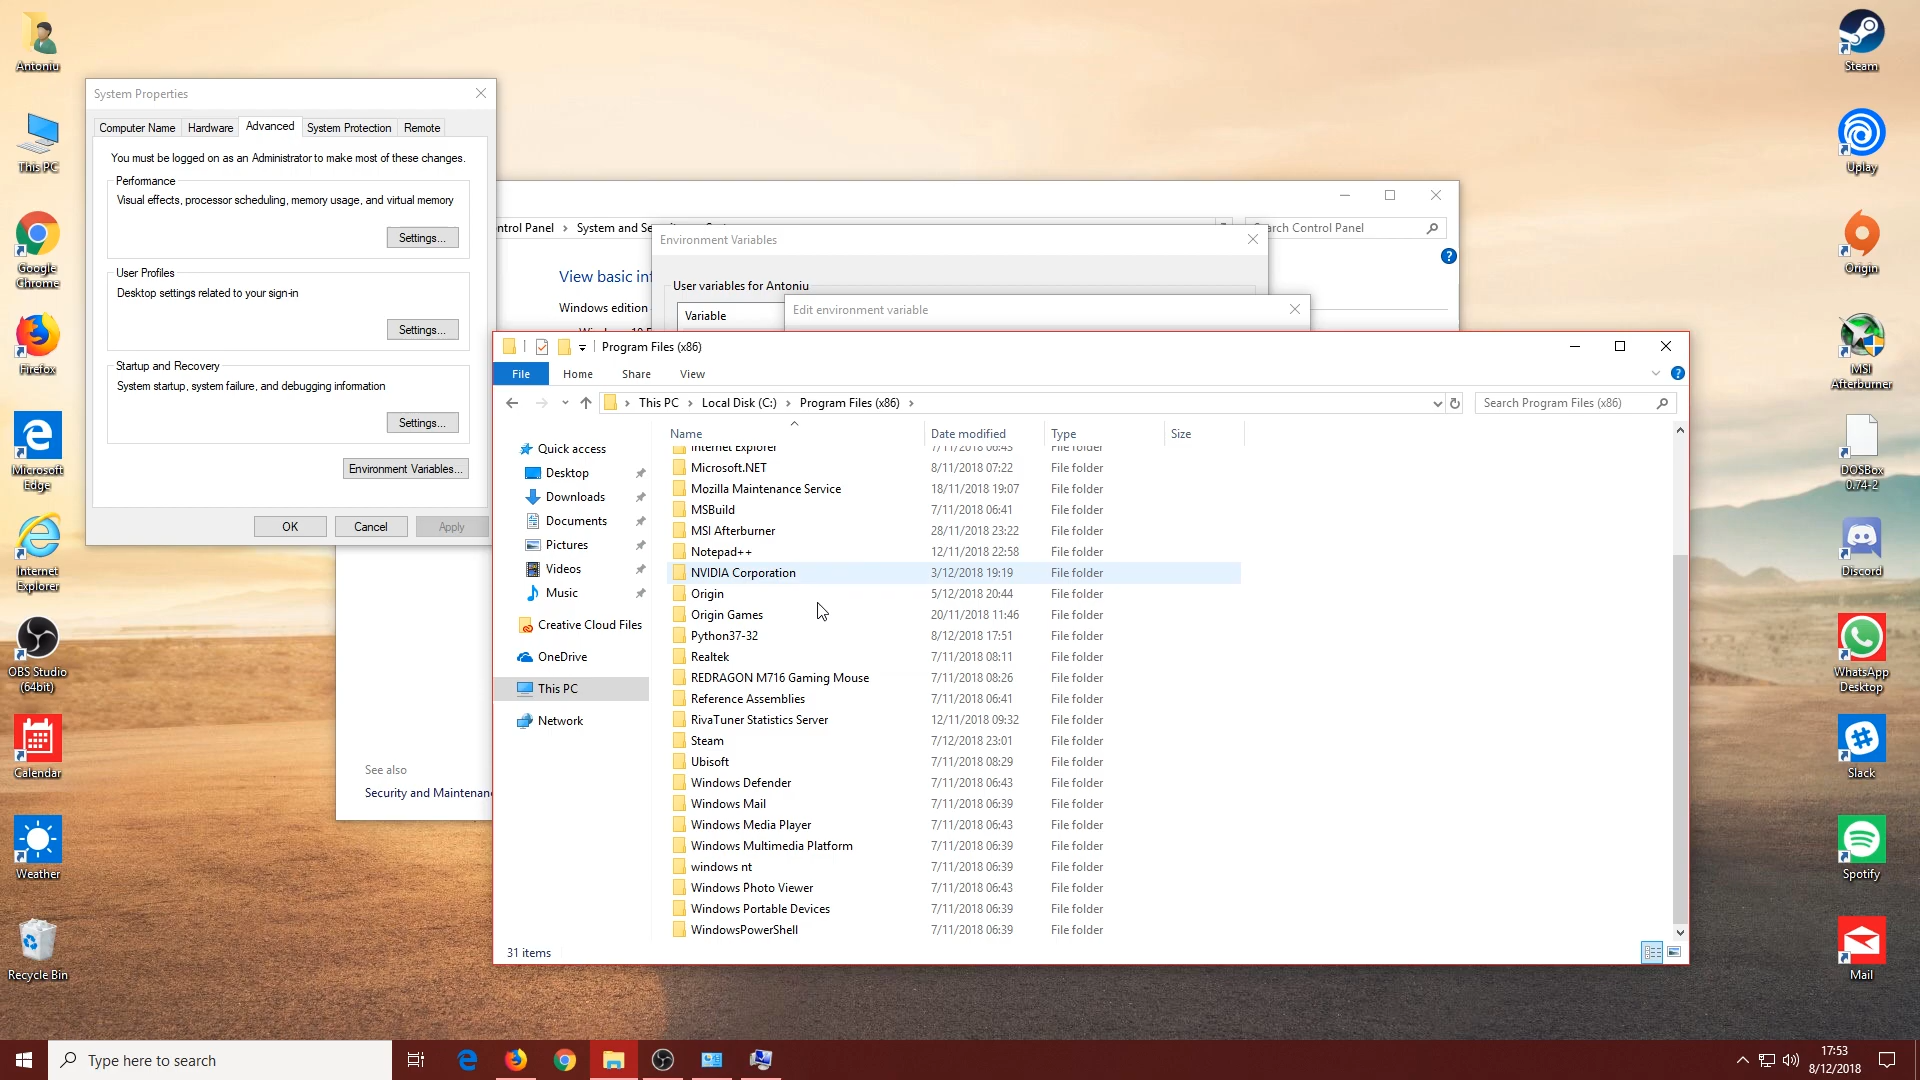 Antoniu
This PC
Google
Chrome
Firefox
Microsoft
Edge
Internet
Explorer
OBS Studio
(64bit)
Calendar
Weather
Recycle Bin
System Properties
Computer Name
Hardware
Advanced
System Protection
Remote
You must be logged on as an Administrator to make most of these changes.
Performance
Visual effects, processor scheduling, memory usage, and virtual memory
Settings...
User Profiles
Desktop settings related to your sign-in
Settings...
Startup and Recovery
System startup, system failure, and debugging information
Settings...
Environment Variables...
OK
Cancel
Apply
ntrol Panel > System and Se
arch Control Panel
View basic inf
Windows edition
See also
Security and Maintenanc
Environment Variables
User variables for Antoniu
Variable
Edit environment variable
Program Files (x86)
File
Home
Share
View
This PC > Local Disk (C:) > Program Files (x86) >
Search Program Files (x86)
Quick access
Desktop
Downloads
Documents
Pictures
Videos
Music
Creative Cloud Files
OneDrive
This PC
Network
Name Date modified Type Size
Internet Explorer 7/11/2018 06:43 File folder
Microsoft.NET 8/11/2018 07:22 File folder
Mozilla Maintenance Service 18/11/2018 19:07 File folder
MSBuild 7/11/2018 06:41 File folder
MSI Afterburner 28/11/2018 23:22 File folder
Notepad++ 12/11/2018 22:58 File folder
NVIDIA Corporation 3/12/2018 19:19 File folder
Origin 5/12/2018 20:44 File folder
Origin Games 20/11/2018 11:46 File folder
Python37-32 8/12/2018 17:51 File folder
Realtek 7/11/2018 08:11 File folder
REDRAGON M716 Gaming Mouse 7/11/2018 08:26 File folder
Reference Assemblies 7/11/2018 06:41 File folder
RivaTuner Statistics Server 12/11/2018 09:32 File folder
Steam 7/12/2018 23:01 File folder
Ubisoft 7/11/2018 08:29 File folder
Windows Defender 7/11/2018 06:43 File folder
Windows Mail 7/11/2018 06:39 File folder
Windows Media Player 7/11/2018 06:43 File folder
Windows Multimedia Platform 7/11/2018 06:39 File folder
windows nt 7/11/2018 06:39 File folder
Windows Photo Viewer 7/11/2018 06:43 File folder
Windows Portable Devices 7/11/2018 06:39 File folder
WindowsPowerShell 7/11/2018 06:39 File folder
31 items
Steam
Uplay
Origin
MSI
Afterburner
DOSBox
0.74-2
Discord
WhatsApp
Desktop
Slack
Spotify
Mail
Type here to search
17:53
8/12/2018